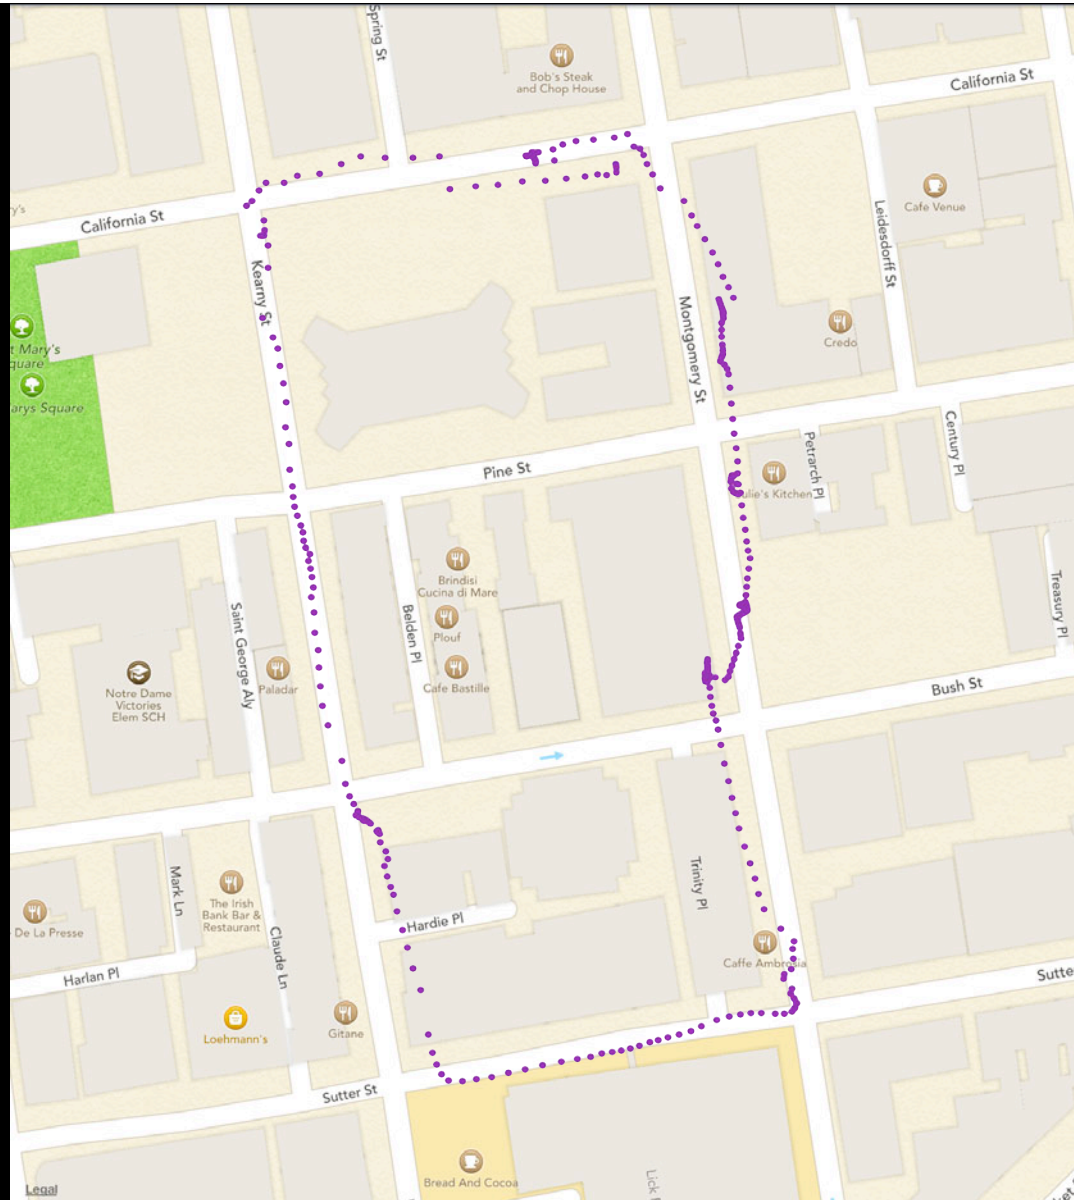 Spring St
Bob's Steak
and Chop House
California St
Cafe Venue
Leidesdorff St
y's
California St
Kearny St
Montgomery St
Credo
t Mary's
quare
arys Square
Pine St
Petrarch Pl
Century Pl
ulie's Kitchen
Brindisi
Cucina di Mare
Plouf
Belden Pl
Cafe Bastille
Saint George Aly
Paladar
Notre Dame
Victories
Elem SCH
Treasury Pl
Bush St
Mark Ln
The Irish
Bank Bar &
Restaurant
De La Presse
Claude Ln
Harlan Pl
Hardie Pl
Trinity Pl
Caffe Ambrosia
Sutte
Loehmann's
Gitane
Sutter St
Bread And Cocoa
Lick
Legal